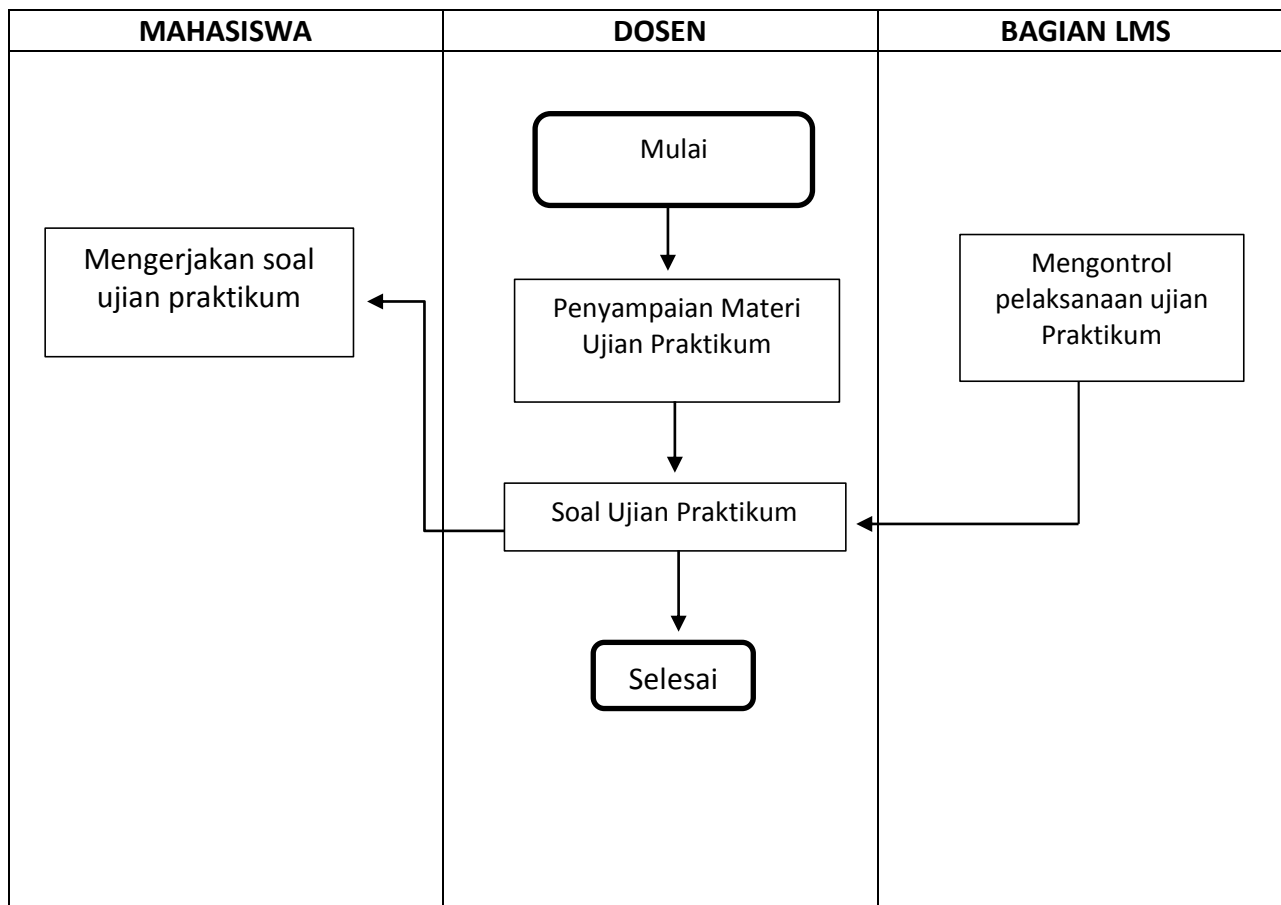 MAHASISWA
DOSEN
BAGIAN LMS
Mulai
Mengerjakan soal
ujian praktikum
Penyampaian Materi
Ujian Praktikum
Mengontrol
pelaksanaan ujian
Praktikum
Soal Ujian Praktikum
Selesai